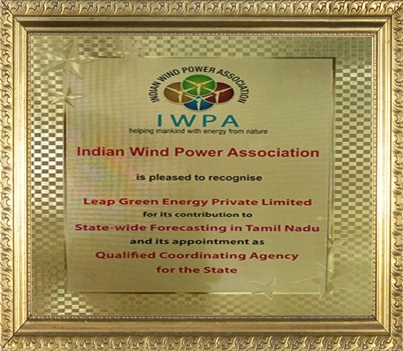 INDIAN WIND POWER ASSOCIATION
IWPA
helping mankind with energy from nature
Indian Wind Power Association
is pleased to recognise
Leap Green Energy Private Limited
for its contribution to
State-wide Forecasting in Tamil Nadu
and its appointment as
Qualified Coordinating Agency
for the State